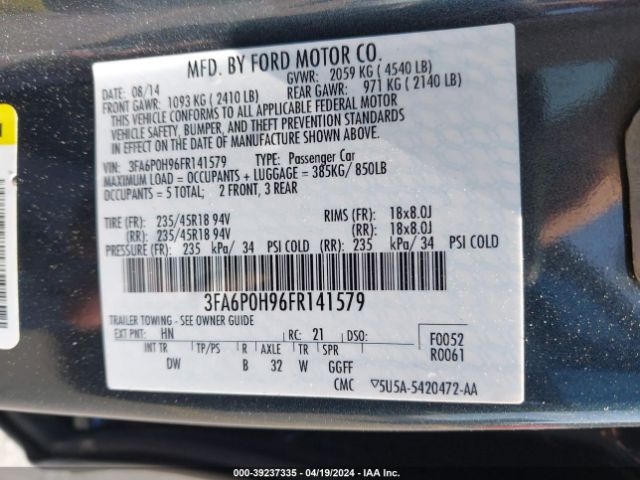 MFD. BY FORD MOTOR CO.
DATE: 08/14 GVWR: 2059 KG ( 4540 LB)
FRONT GAWR: 1093 KG ( 2410 LB) REAR GAWR: 971 KG ( 2140 LB)
THIS VEHICLE CONFORMS TO ALL APPLICABLE FEDERAL MOTOR
VEHICLE SAFETY, BUMPER, AND THEFT PREVENTION STANDARDS
IN EFFECT ON THE DATE OF MANUFACTURE SHOWN ABOVE.
VIN: 3FA6P0H96FR141579 TYPE: Passenger Car
MAXIMUM LOAD = OCCUPANTS + LUGGAGE = 385KG/ 850LB
OCCUPANTS = 5 TOTAL; 2 FRONT, 3 REAR
TIRE (FR): 235/45R18 94V RIMS (FR): 18x8.0J
(RR): 235/45R18 94V (RR): 18x8.0J
PRESSURE (FR): 235 kPa/ 34 PSI COLD (RR): 235 kPa/ 34 PSI COLD
3FA6P0H96FR141579
TRAILER TOWING - SEE OWNER GUIDE
EXT PNT: HN RC: 21 DSO: F0052
INT TR TP/PS R AXLE TR SPR R0061
DW B 32 W GGFF
CMC ▽5U5A-5420472-AA
000-39237335 - 04/19/2024 - IAA Inc.